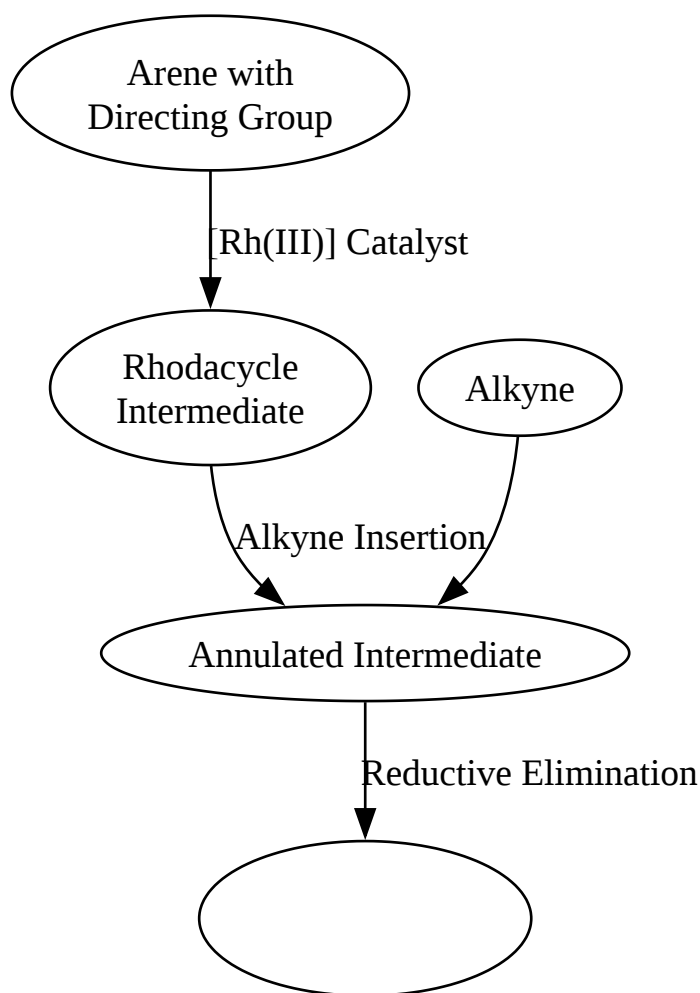 Arene with
Directing Group
[Rh(III)] Catalyst
Rhodacycle
Intermediate
Alkyne
Alkyne Insertion
Annulated Intermediate
Reductive Elimination